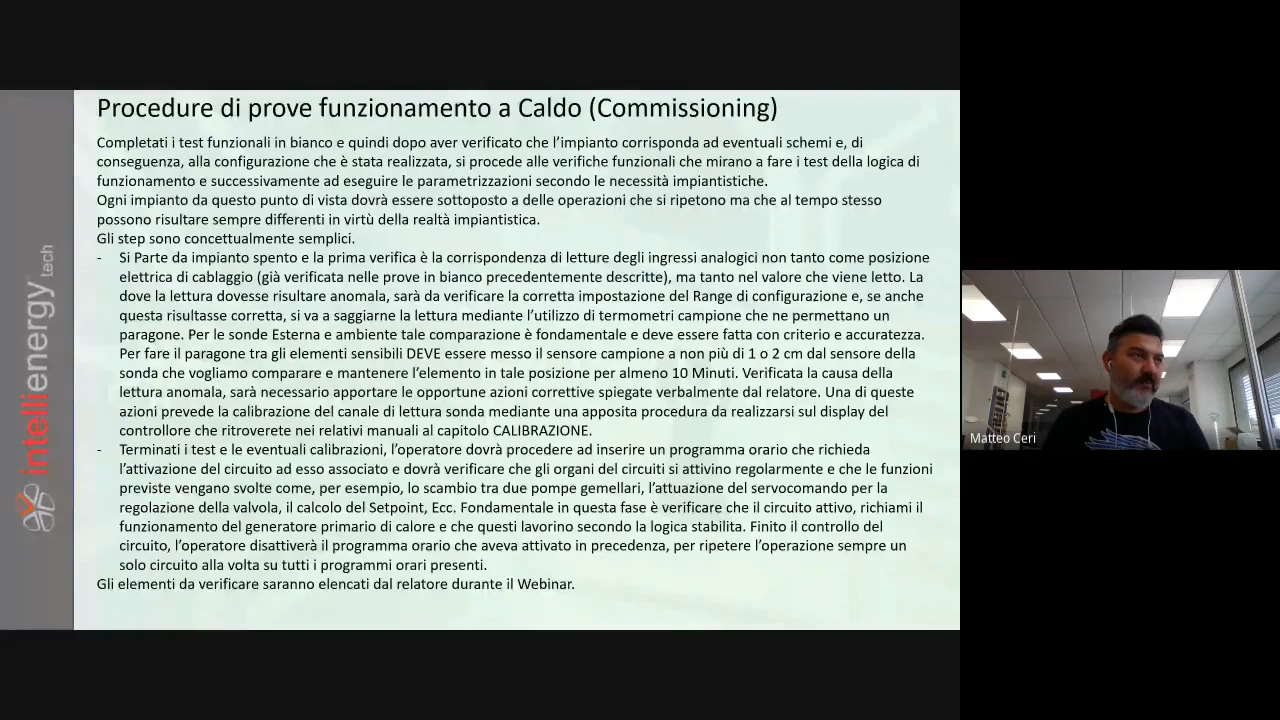 Procedure di prove funzionamento a Caldo (Commissioning)
Completati i test funzionali in bianco e quindi dopo aver verificato che l'impianto corrisponda ad eventuali schemi e, di
conseguenza, alla configurazione che è stata realizzata, si procede alle verifiche funzionali che mirano a fare i test della logica di
funzionamento e successivamente ad eseguire le parametrizzazioni secondo le necessità impiantistiche.
Ogni impianto da questo punto di vista dovrà essere sottoposto a delle operazioni che si ripetono ma che al tempo stesso
possono risultare sempre differenti in virtù della realtà impiantistica.
Gli step sono concettualmente semplici.
- Si Parte da impianto spento e la prima verifica è la corrispondenza di letture degli ingressi analogici non tanto come posizione
elettrica di cablaggio (già verificata nelle prove in bianco precedentemente descritte), ma tanto nel valore che viene letto. La
dove la lettura dovesse risultare anomala, sarà da verificare la corretta impostazione del Range di configurazione e, se anche
questa risultasse corretta, si va a saggiarne la lettura mediante l'utilizzo di termometri campione che ne permettano un
paragone. Per le sonde Esterna e ambiente tale comparazione è fondamentale e deve essere fatta con criterio e accuratezza.
Per fare il paragone tra gli elementi sensibili DEVE essere messo il sensore campione a non più di 1 o 2 cm dal sensore della
sonda che vogliamo comparare e mantenere l'elemento in tale posizione per almeno 10 Minuti. Verificata la causa della
lettura anomala, sarà necessario apportare le opportune azioni correttive spiegate verbalmente dal relatore. Una di queste
azioni prevede la calibrazione del canale di lettura sonda mediante una apposita procedura da realizzarsi sul display del
controllore che ritroverete nei relativi manuali al capitolo CALIBRAZIONE.
- Terminati i test e le eventuali calibrazioni, l'operatore dovrà procedere ad inserire un programma orario che richieda
l'attivazione del circuito ad esso associato e dovrà verificare che gli organi del circuiti si attivino regolarmente e che le funzioni
previste vengano svolte come, per esempio, lo scambio tra due pompe gemellari, l'attuazione del servocomando per la
regolazione della valvola, il calcolo del Setpoint, Ecc. Fondamentale in questa fase è verificare che il circuito attivo, richiami il
funzionamento del generatore primario di calore e che questi lavorino secondo la logica stabilita. Finito il controllo del
circuito, l'operatore disattiverà il programma orario che aveva attivato in precedenza, per ripetere l'operazione sempre un
solo circuito alla volta su tutti i programmi orari presenti.
Gli elementi da verificare saranno elencati dal relatore durante il Webinar.
intellienergy tech
Matteo Ceri